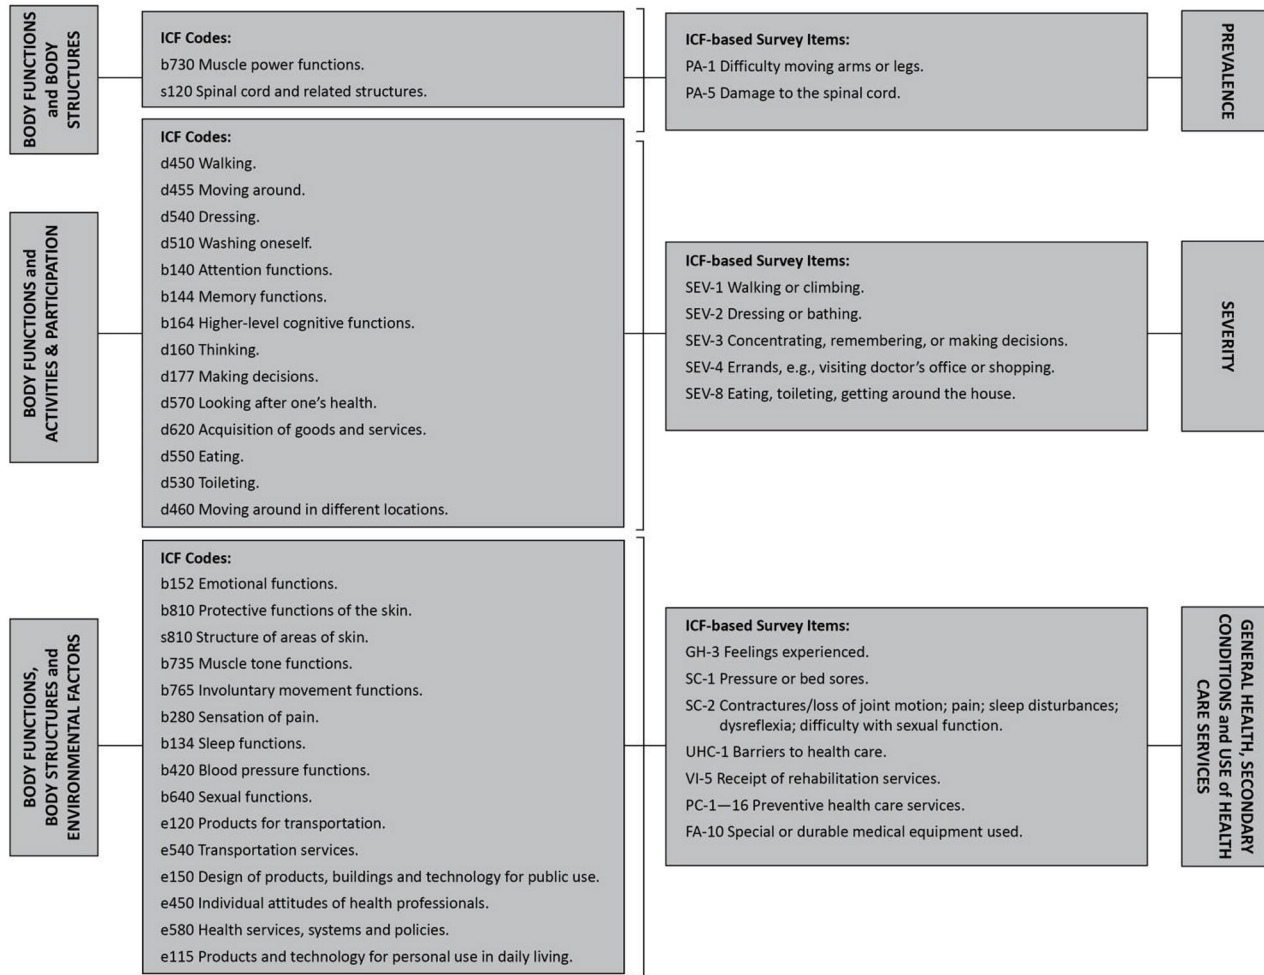 BODY FUNCTIONS
and BODY
STRUCTURES
ICF Codes:
b730 Muscle power functions.
s120 Spinal cord and related structures.
ICF-based Survey Items:
PA-1 Difficulty moving arms or legs.
PA-5 Damage to the spinal cord.
PREVALENCE
BODY FUNCTIONS and
ACTIVITIES & PARTICIPATION
ICF Codes:
d450 Walking.
d455 Moving around.
d540 Dressing.
d510 Washing oneself.
b140 Attention functions.
b144 Memory functions.
b164 Higher-level cognitive functions.
d160 Thinking.
d177 Making decisions.
d570 Looking after one’s health.
d620 Acquisition of goods and services.
d550 Eating.
d530 Toileting.
d460 Moving around in different locations.
ICF-based Survey Items:
SEV-1 Walking or climbing.
SEV-2 Dressing or bathing.
SEV-3 Concentrating, remembering, or making decisions.
SEV-4 Errands, e.g., visiting doctor’s office or shopping.
SEV-8 Eating, toileting, getting around the house.
SEVERITY
BODY FUNCTIONS,
BODY STRUCTURES and
ENVIRONMENTAL FACTORS
ICF Codes:
b152 Emotional functions.
b810 Protective functions of the skin.
s810 Structure of areas of skin.
b735 Muscle tone functions.
b765 Involuntary movement functions.
b280 Sensation of pain.
b134 Sleep functions.
b420 Blood pressure functions.
b640 Sexual functions.
e120 Products for transportation.
e540 Transportation services.
e150 Design of products, buildings and technology for public use.
e450 Individual attitudes of health professionals.
e580 Health services, systems and policies.
e115 Products and technology for personal use in daily living.
ICF-based Survey Items:
GH-3 Feelings experienced.
SC-1 Pressure or bed sores.
SC-2 Contractures/loss of joint motion; pain; sleep disturbances;
dysreflexia; difficulty with sexual function.
UHC-1 Barriers to health care.
VI-5 Receipt of rehabilitation services.
PC-1—16 Preventive health care services.
FA-10 Special or durable medical equipment used.
GENERAL HEALTH, SECONDARY
CONDITIONS and USE of HEALTH
CARE SERVICES